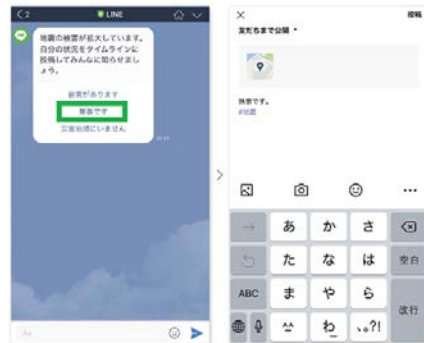 2
LINE
地震の被害が拡大しています。
自分の状況をタイムラインに
投稿してみんなに知らせまし
ょう。
被害があります
無事です
災害地域にいません
Aa
投稿
友だちまで公開
無事です。
#地震
あ
か
さ
た
な
は
空白
ABC
ま
や
ら
改行
^^
わ
、。?!